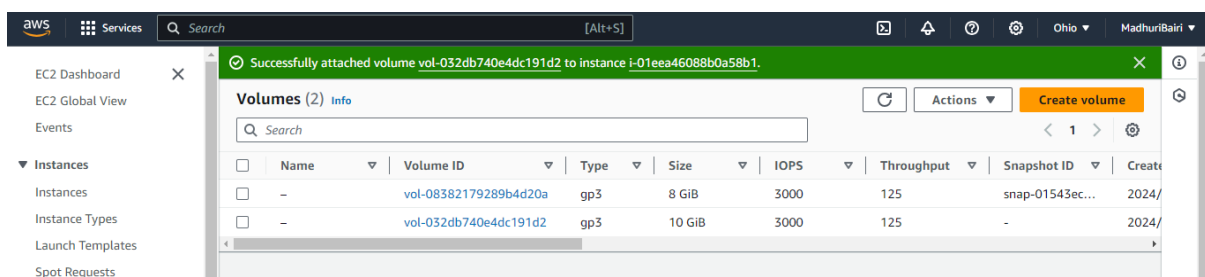 aws Services Search [Alt+S] Ohio MadhuriBairi
EC2 Dashboard
EC2 Global View
Events
Instances
Instances
Instance Types
Launch Templates
Spot Requests
Successfully attached volume vol-032db740e4dc191d2 to instance i-01eea46088b0a58b1.
Volumes (2) Info Actions Create volume
Search 1
Name Volume ID Type Size IOPS Throughput Snapshot ID Create
– vol-08382179289b4d20a gp3 8 GiB 3000 125 snap-01543ec... 2024/
– vol-032db740e4dc191d2 gp3 10 GiB 3000 125 - 2024/